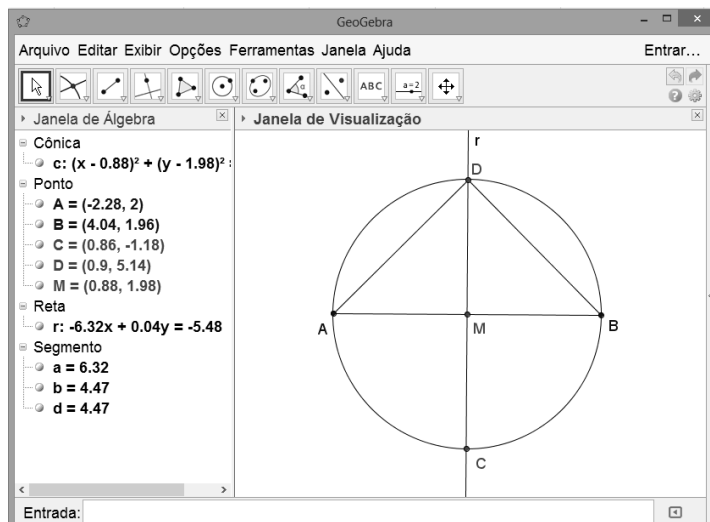 GeoGebra
Arquivo Editar Exibir Opções Ferramentas Janela Ajuda Entrar...
ABC a=2
Janela de Álgebra
Cônica
c: (x - 0.88)² + (y - 1.98)² =
Ponto
A = (-2.28, 2)
B = (4.04, 1.96)
C = (0.86, -1.18)
D = (0.9, 5.14)
M = (0.88, 1.98)
Reta
r: -6.32x + 0.04y = -5.48
Segmento
a = 6.32
b = 4.47
d = 4.47
Janela de Visualização
r
D
A M B
C
Entrada: